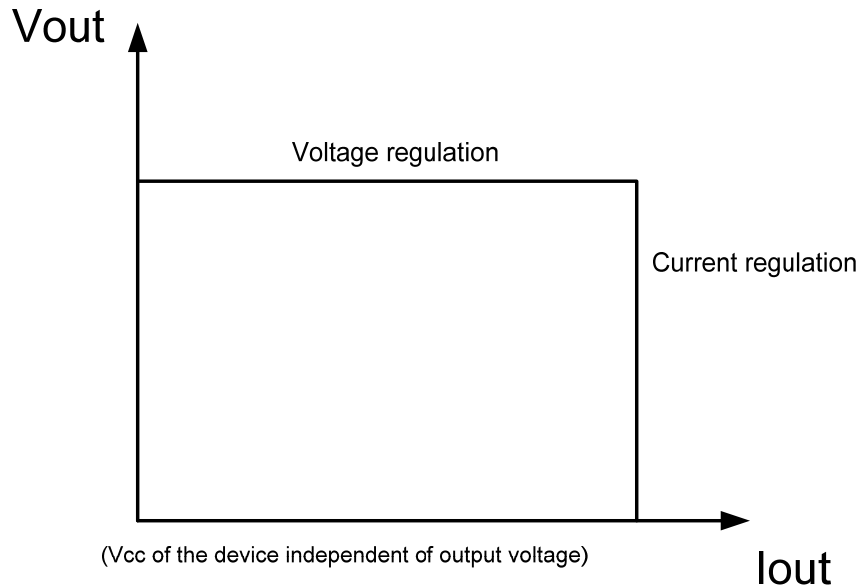 Vout
Voltage regulation
Current regulation
(Vcc of the device independent of output voltage)
Iout